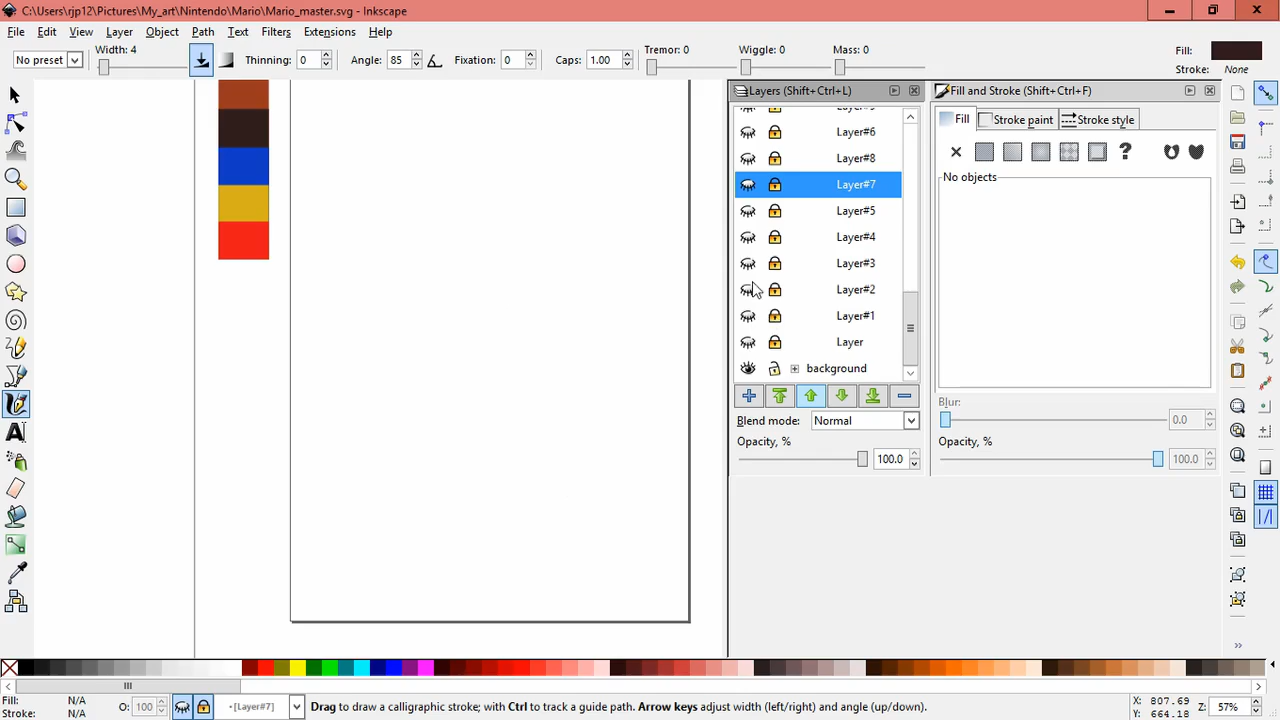 C:\Users\rjp12\Pictures\My_art\Nintendo\Mario\Mario_master.svg - Inkscape
File Edit View Layer Object Path Filters Text Extensions Help
No preset
Width: 4
Thinning: 0
Angle: 85
Fixation: 0
Caps: 1.00
Tremor: 0
Wiggle: 0
Mass: 0
Fill:
Stroke: None
Layers (Shift+Ctrl+L)
Layer#9
Layer#6
Layer#8
Layer#7
Layer#5
Layer#4
Layer#3
Layer#2
Layer#1
Layer
background
Blend mode: Normal
Opacity, % 100.0
Fill and Stroke (Shift+Ctrl+F)
Fill Stroke paint Stroke style
?
No objects
Blur: 0.0
Opacity, % 100.0
Fill: N/A
Stroke: N/A
O: 100
•[Layer#7]
Drag to draw a calligraphic stroke; with Ctrl to track a guide path. Arrow keys adjust width (left/right) and angle (up/down).
X: 807.69
Y: 864.18
Z: 57%